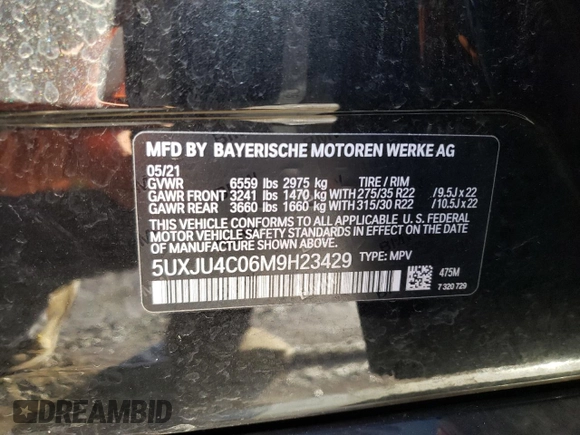 MFD BY BAYERISCHE MOTOREN WERKE AG
05/21
GVWR 6559 lbs 2975 kg TIRE / RIM
GAWR FRONT 3241 lbs 1470 kg WITH 275/35 R22 / 9.5J x 22
GAWR REAR 3660 lbs 1660 kg WITH 315/30 R22 / 10.5J x 22
THIS VEHICLE CONFORMS TO ALL APPLICABLE U. S. FEDERAL
MOTOR VEHICLE SAFETY STANDARDS IN EFFECT ON THE DATE
OF MANUFACTURE SHOWN ABOVE.
5UXJU4C06M9H23429 TYPE: MPV
475M
7 320 729
DREAMBID